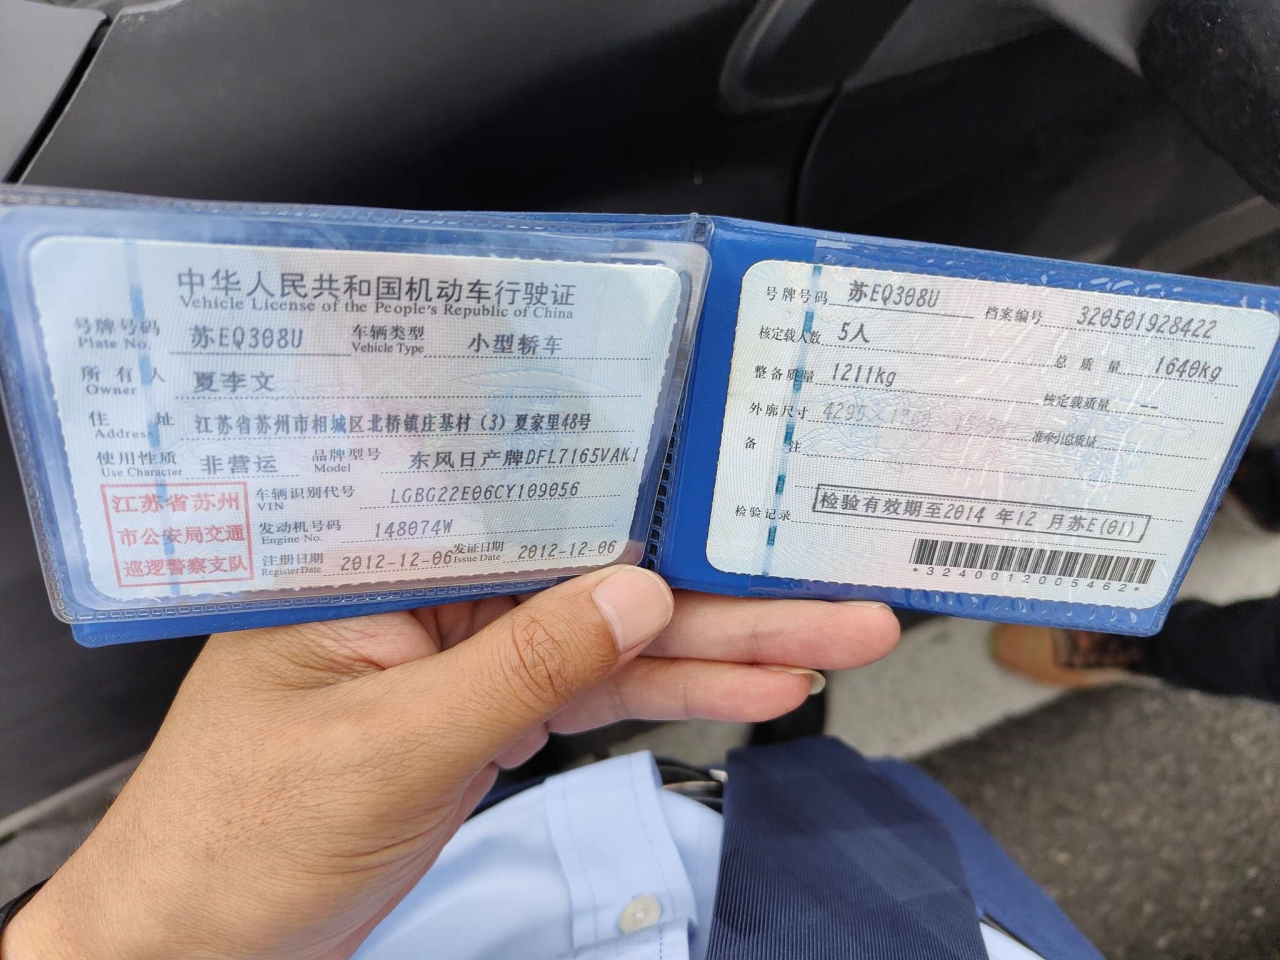 中华人民共和国机动车行驶证
Vehicle License of the People's Republic of China
号牌号码 苏EQ308U 车辆类型 小型轿车
Plate No. Vehicle Type
所有人 夏李文
Owner
住址 江苏省苏州市相城区北桥镇庄基村（3）夏家里48号
Address
使用性质 非营运 品牌型号 东风日产牌DFL7165VAK1
Use Character Model
江苏省苏州
市公安局交通
巡逻警察支队
车辆识别代号 LGBG22E06CY109056
VIN
发动机号码 148074W
Engine No.
注册日期 2012-12-06 发证日期 2012-12-06
Register Date Issue Date
号牌号码 苏EQ308U 档案编号 320501928422
核定载人数 5人 总质量 1640kg
整备质量 1211kg 核定载质量 --
外廓尺寸 准牵引总质量
备注
检验记录 检验有效期至2014 年12 月苏E(01)
*3240012005462*